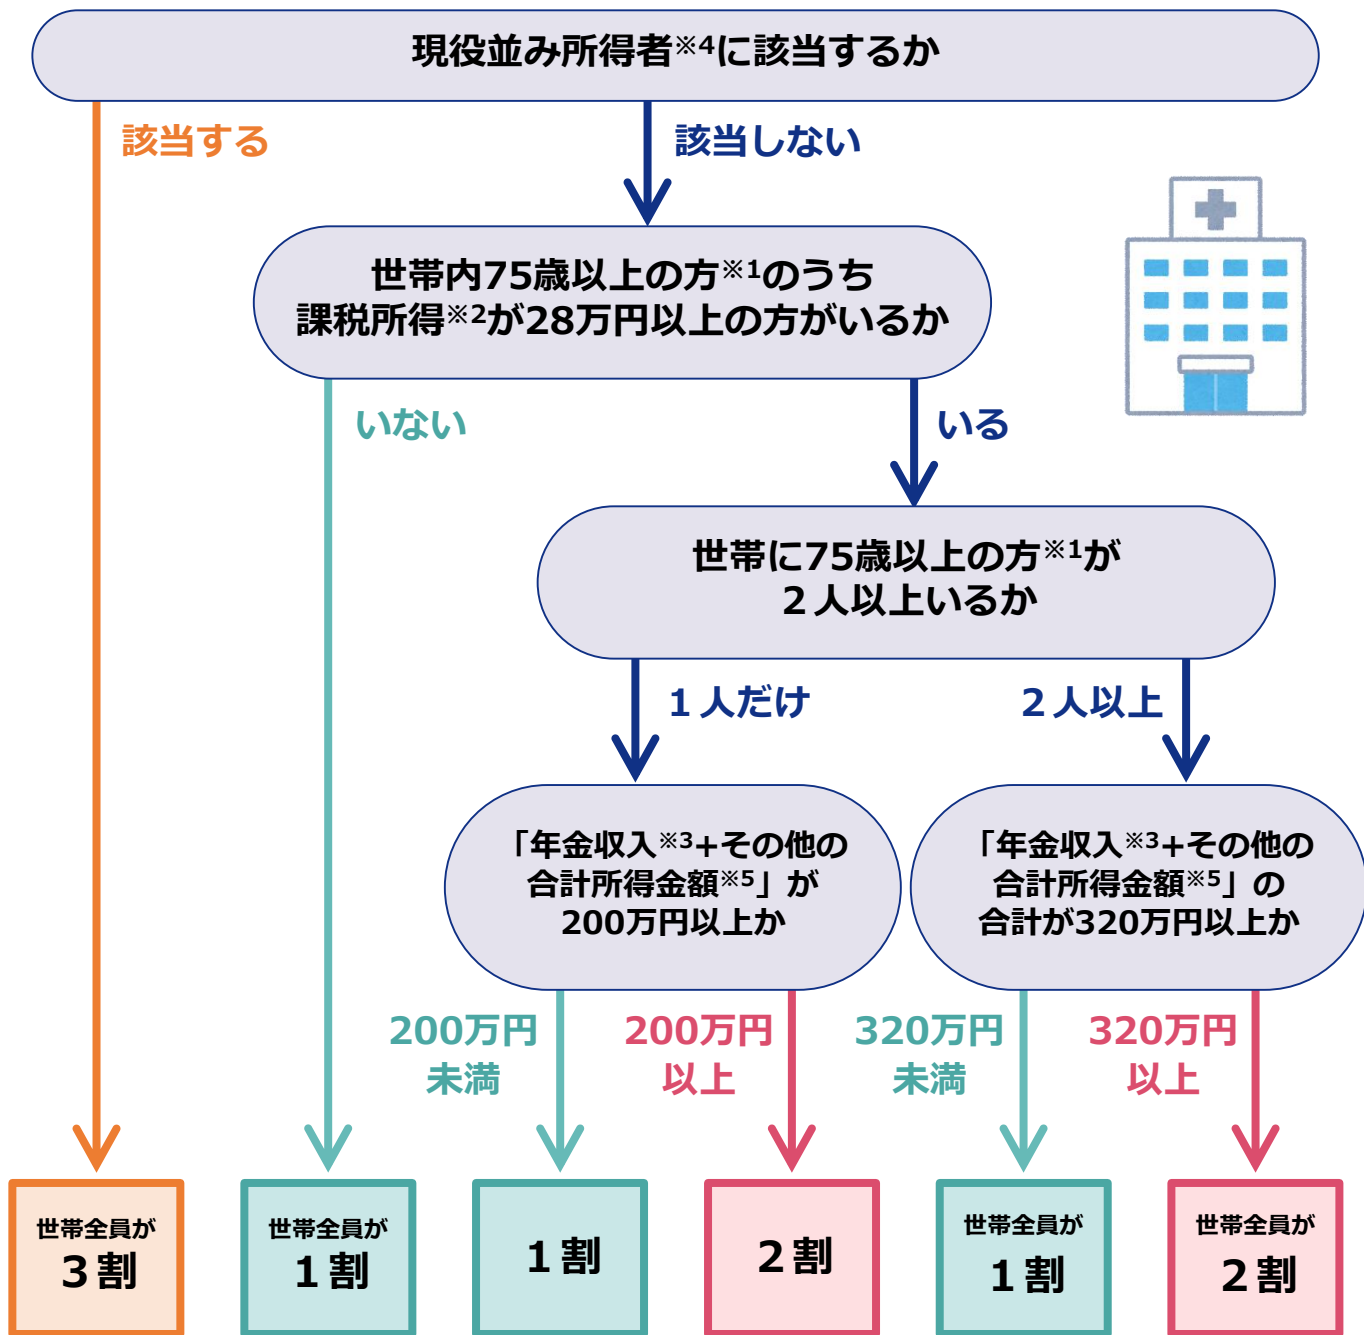 現役並み所得者※4に該当するか
該当する
該当しない
世帯内75歳以上の方※1のうち
課税所得※2が28万円以上の方がいるか
いない
いる
世帯に75歳以上の方※1が
２人以上いるか
１人だけ
２人以上
「年金収入※3+その他の
合計所得金額※5」が
200万円以上か
「年金収入※3+その他の
合計所得金額※5」の
合計が320万円以上か
200万円
未満
200万円
以上
320万円
未満
320万円
以上
世帯全員が
３割
世帯全員が
１割
１割
２割
世帯全員が
１割
世帯全員が
２割